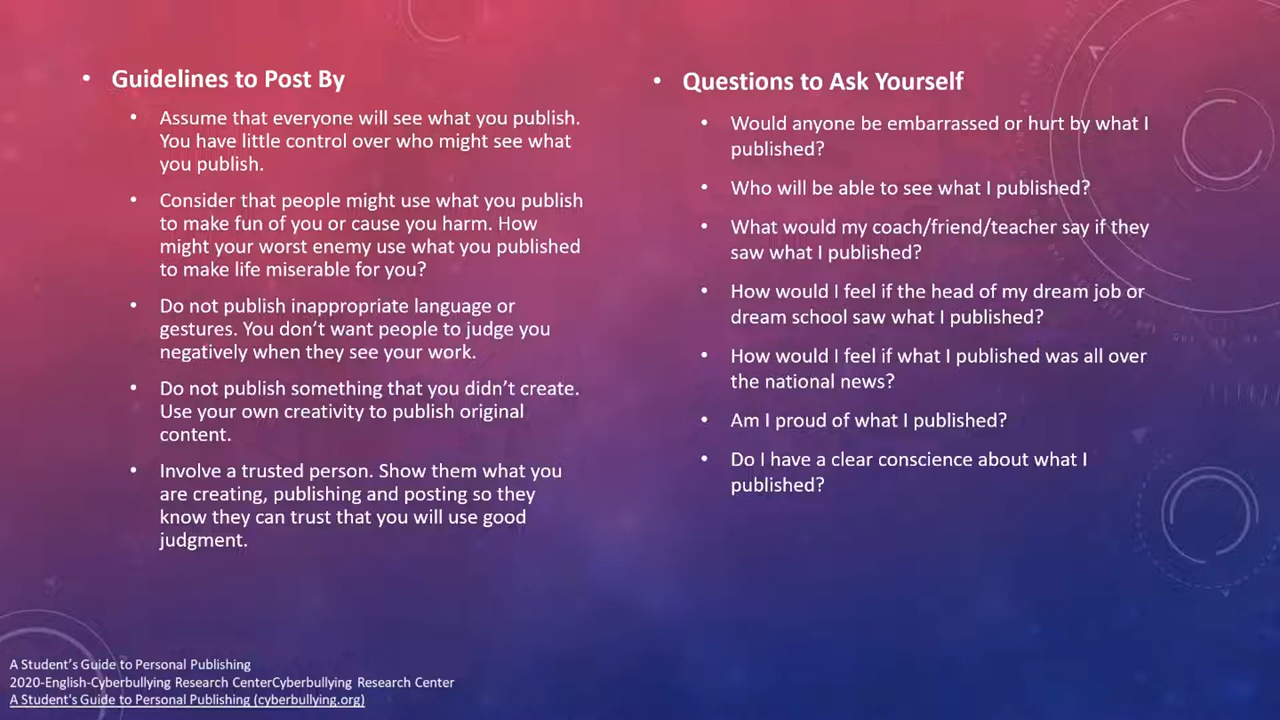 • Guidelines to Post By
• Assume that everyone will see what you publish.
You have little control over who might see what
you publish.
• Consider that people might use what you publish
to make fun of you or cause you harm. How
might your worst enemy use what you published
to make life miserable for you?
• Do not publish inappropriate language or
gestures. You don't want people to judge you
negatively when they see your work.
• Do not publish something that you didn't create.
Use your own creativity to publish original
content.
• Involve a trusted person. Show them what you
are creating, publishing and posting so they
know they can trust that you will use good
judgment.
• Questions to Ask Yourself
• Would anyone be embarrassed or hurt by what I
published?
• Who will be able to see what I published?
• What would my coach/friend/teacher say if they
saw what I published?
• How would I feel if the head of my dream job or
dream school saw what I published?
• How would I feel if what I published was all over
the national news?
• Am I proud of what I published?
• Do I have a clear conscience about what I
published?
A Student's Guide to Personal Publishing
2020-English-Cyberbullying Research CenterCyberbullying Research Center
A Student's Guide to Personal Publishing (cyberbullying.org)